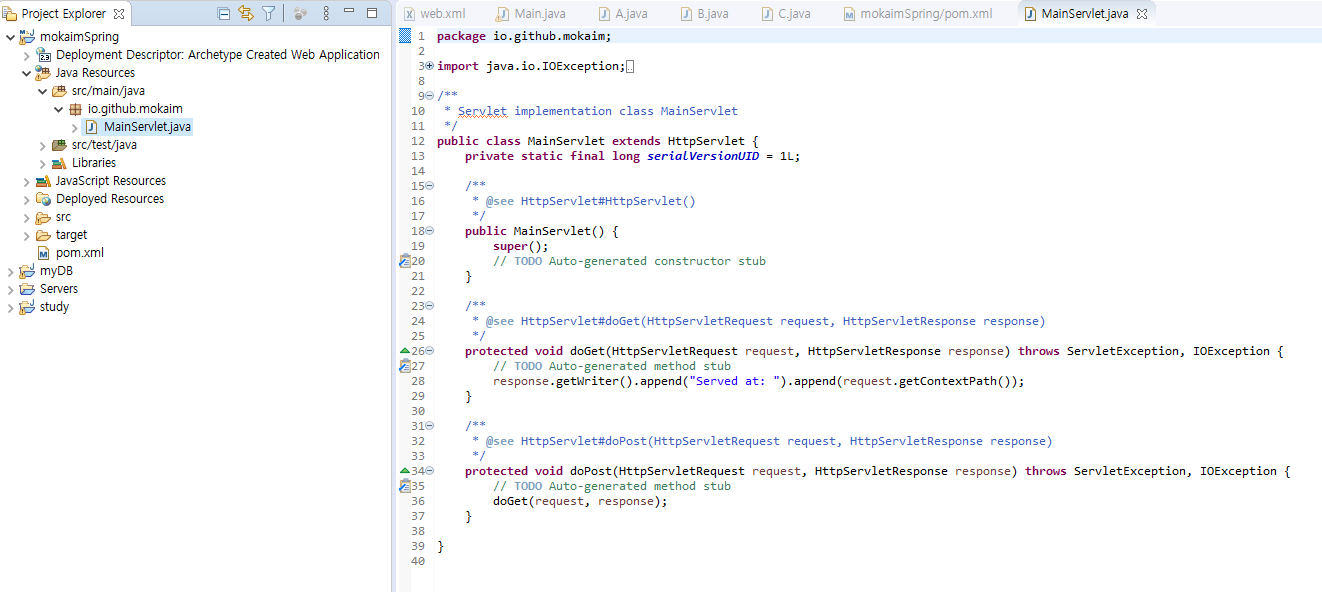 Project Explorer
mokaimSpring
Deployment Descriptor: Archetype Created Web Application
Java Resources
src/main/java
io.github.mokaim
MainServlet.java
src/test/java
Libraries
JavaScript Resources
Deployed Resources
src
target
pom.xml
myDB
Servers
study
web.xml Main.java A.java B.java C.java mokaimSpring/pom.xml MainServlet.java
1 package io.github.mokaim;
2
3 import java.io.IOException;
8
9 /**
10 * Servlet implementation class MainServlet
11 */
12 public class MainServlet extends HttpServlet {
13 private static final long serialVersionUID = 1L;
14
15 /**
16 * @see HttpServlet#HttpServlet()
17 */
18 public MainServlet() {
19 super();
20 // TODO Auto-generated constructor stub
21 }
22
23 /**
24 * @see HttpServlet#doGet(HttpServletRequest request, HttpServletResponse response)
25 */
26 protected void doGet(HttpServletRequest request, HttpServletResponse response) throws ServletException, IOException {
27 // TODO Auto-generated method stub
28 response.getWriter().append("Served at: ").append(request.getContextPath());
29 }
30
31 /**
32 * @see HttpServlet#doPost(HttpServletRequest request, HttpServletResponse response)
33 */
34 protected void doPost(HttpServletRequest request, HttpServletResponse response) throws ServletException, IOException {
35 // TODO Auto-generated method stub
36 doGet(request, response);
37 }
38
39 }
40